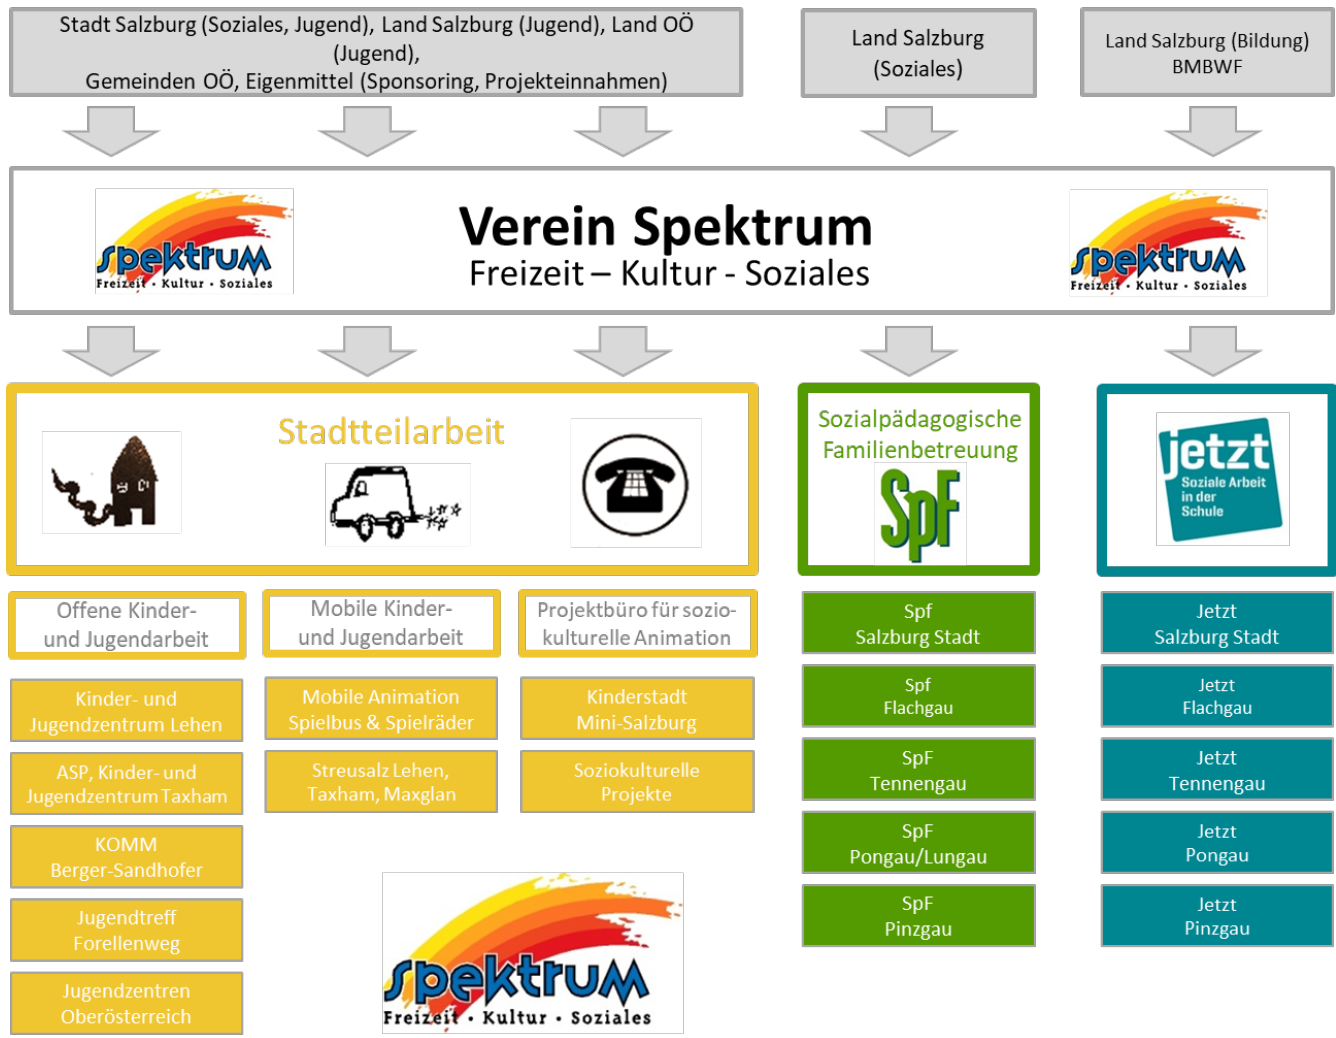 Stadt Salzburg (Soziales, Jugend), Land Salzburg (Jugend), Land OÖ
(Jugend),
Gemeinden OÖ, Eigenmittel (Sponsoring, Projekteinnahmen)
Land Salzburg
(Soziales)
Land Salzburg (Bildung)
BMBWF
spektrum
Freizeit • Kultur • Soziales
Verein Spektrum
Freizeit – Kultur - Soziales
spektrum
Freizeit • Kultur • Soziales
Stadtteilarbeit
Sozialpädagogische
Familienbetreuung
SpF
jetzt
Soziale Arbeit
in der
Schule
Offene Kinder-
und Jugendarbeit
Kinder- und
Jugendzentrum Lehen
ASP, Kinder- und
Jugendzentrum Taxham
KOMM
Berger-Sandhofer
Jugendtreff
Forellenweg
Jugendzentren
Oberösterreich
Mobile Kinder-
und Jugendarbeit
Mobile Animation
Spielbus & Spielräder
Streusalz Lehen,
Taxham, Maxglan
Projektbüro für sozio-
kulturelle Animation
Kinderstadt
Mini-Salzburg
Soziokulturelle
Projekte
Spf
Salzburg Stadt
Spf
Flachgau
SpF
Tennengau
SpF
Pongau/Lungau
SpF
Pinzgau
Jetzt
Salzburg Stadt
Jetzt
Flachgau
Jetzt
Tennengau
Jetzt
Pongau
Jetzt
Pinzgau
spektrum
Freizeit • Kultur • Soziales